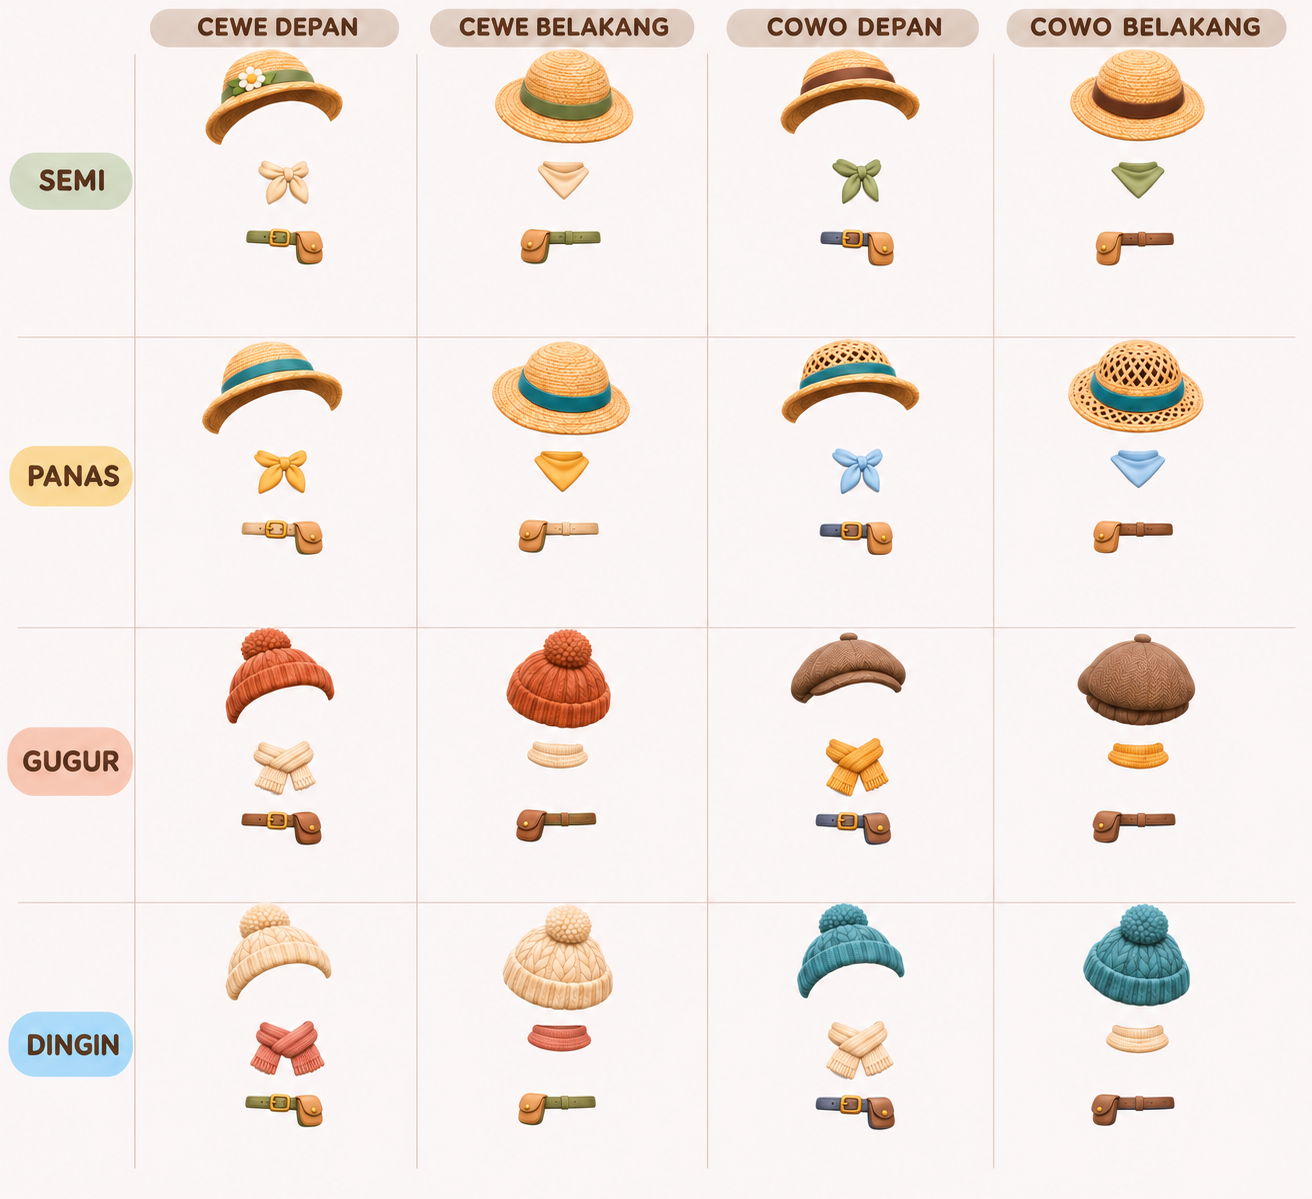 CEWE DEPAN
CEWE BELAKANG
COWO DEPAN
COWO BELAKANG
SEMI
PANAS
GUGUR
DINGIN